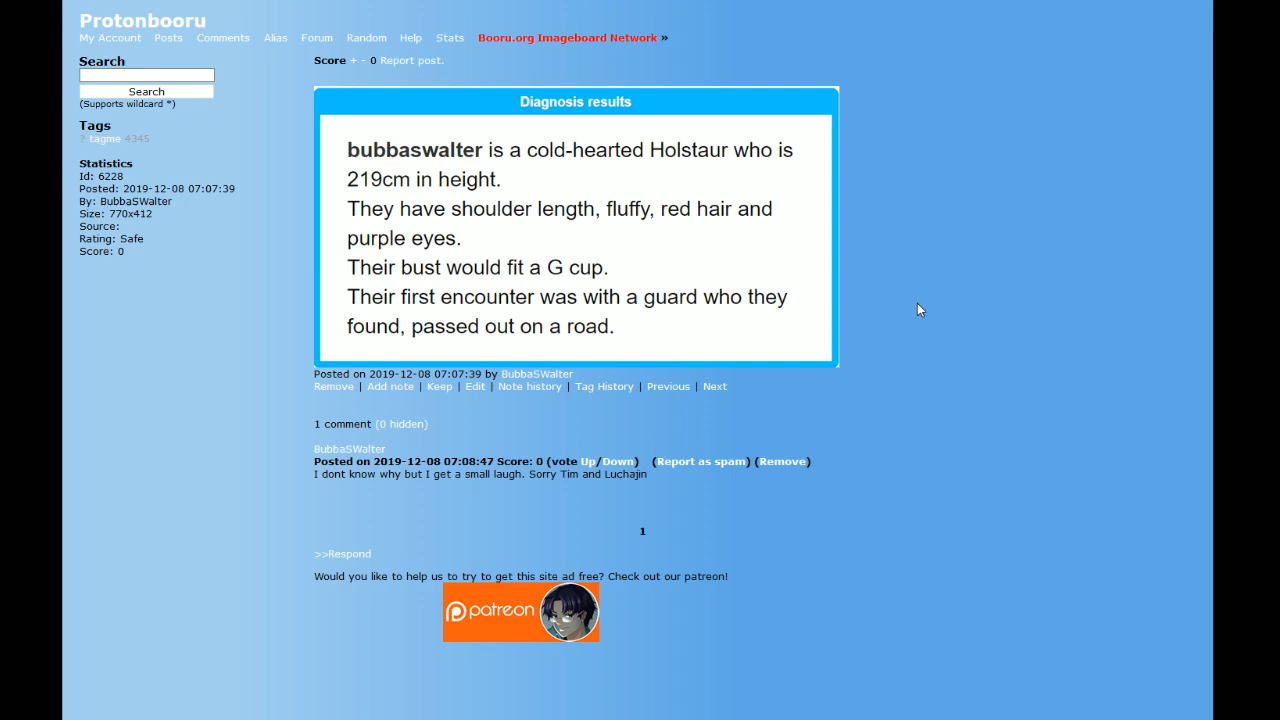 Protonbooru
My Account Posts Comments Alias Forum Random Help Stats Booru.org Imageboard Network »
Search
Search
(Supports wildcard *)
Tags
? tagme 4345
Statistics
Id: 6228
Posted: 2019-12-08 07:07:39
By: BubbaSWalter
Size: 770x412
Source:
Rating: Safe
Score: 0
Score + - 0 Report post.
Diagnosis results
bubbaswalter is a cold-hearted Holstaur who is
219cm in height.
They have shoulder length, fluffy, red hair and
purple eyes.
Their bust would fit a G cup.
Their first encounter was with a guard who they
found, passed out on a road.
Posted on 2019-12-08 07:07:39 by BubbaSWalter
Remove | Add note | Keep | Edit | Note history | Tag History | Previous | Next
1 comment (0 hidden)
BubbaSWalter
Posted on 2019-12-08 07:08:47 Score: 0 (vote Up/Down) (Report as spam) (Remove)
I dont know why but I get a small laugh. Sorry Tim and Luchajin
1
>>Respond
Would you like to help us to try to get this site ad free? Check out our patreon!
patreon